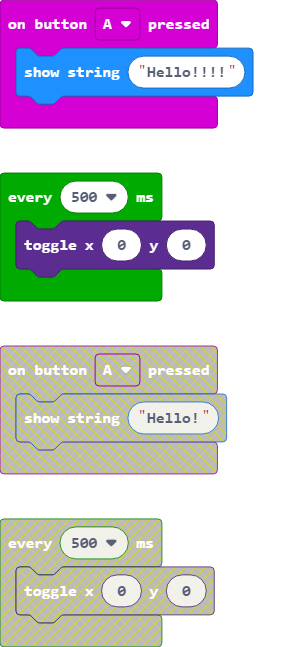 on button A pressed
show string "Hello!!!!"
every 500 ms
toggle x 0 y 0
on button A pressed
show string "Hello!"
every 500 ms
toggle x 0 y 0